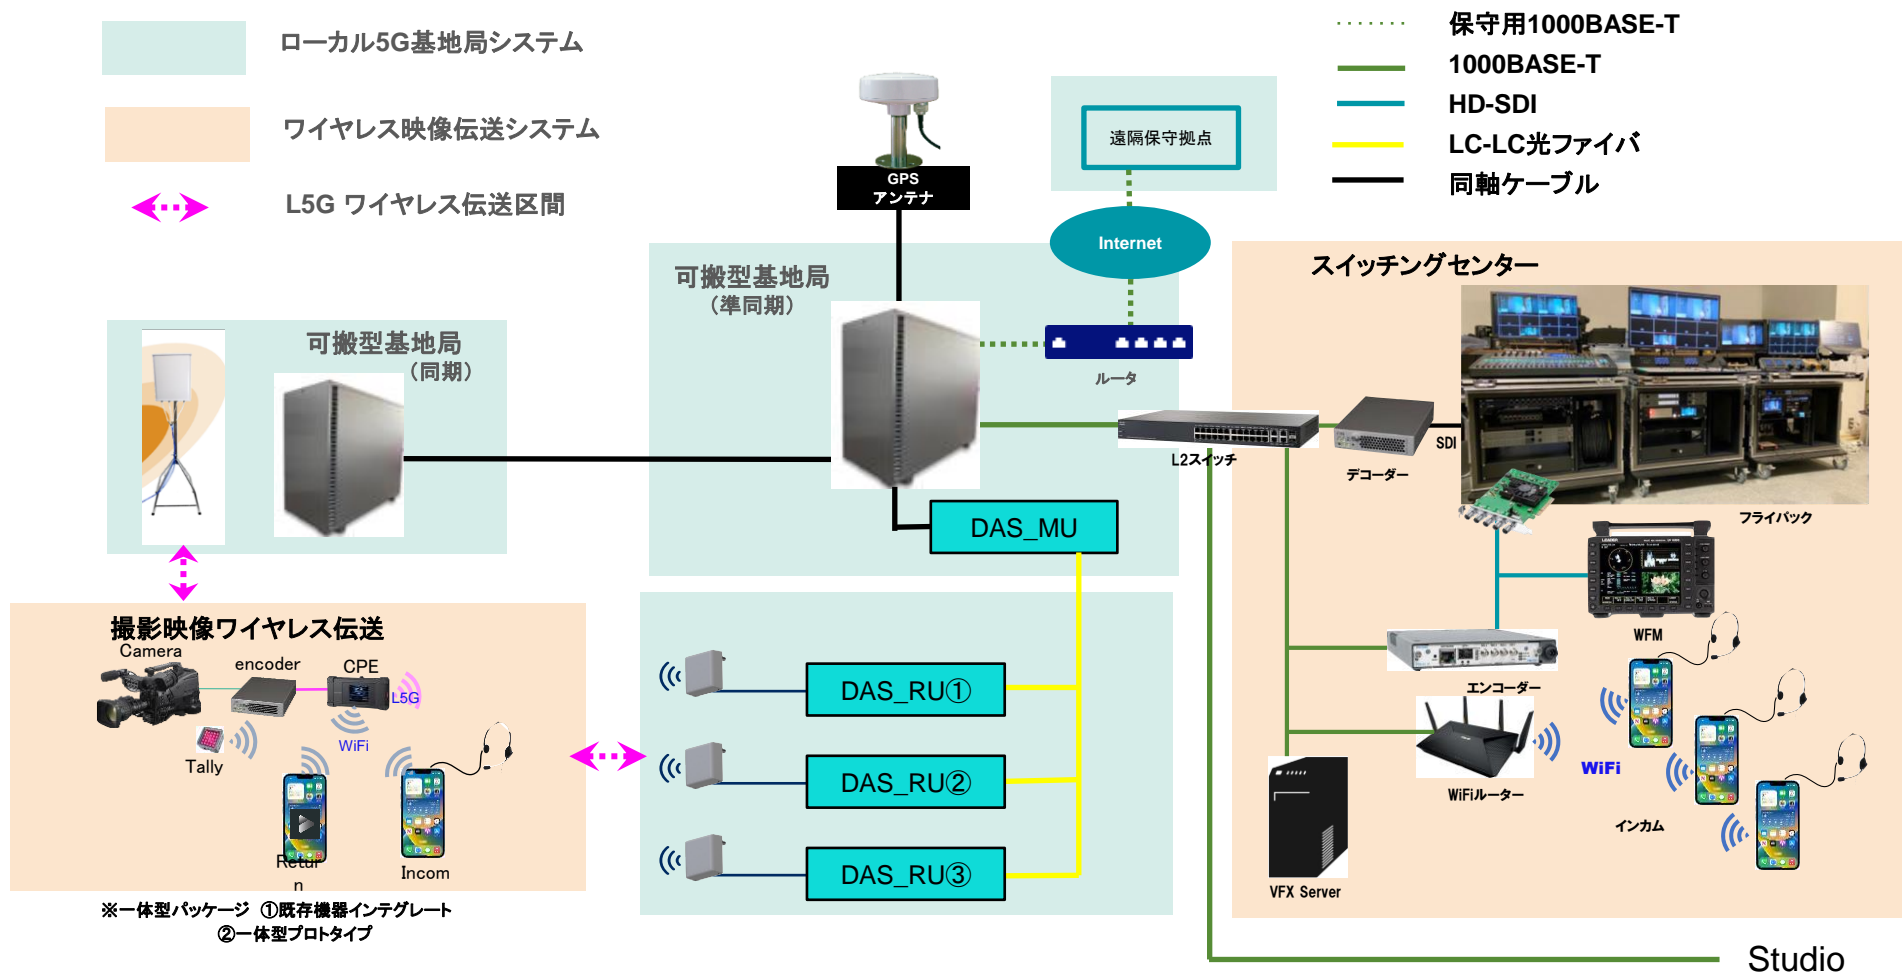 ローカル5G基地局システム
ワイヤレス映像伝送システム
L5G ワイヤレス伝送区間
保守用1000BASE-T
1000BASE-T
HD-SDI
LC-LC光ファイバ
同軸ケーブル
GPS
アンテナ
遠隔保守拠点
Internet
可搬型基地局
（準同期）
ルータ
可搬型基地局
（同期）
L2スイッチ
DAS_MU
スイッチングセンター
デコーダー
SDI
フライパック
WFM
エンコーダー
WiFiルーター
WiFi
インカム
VFX Server
Studio
撮影映像ワイヤレス伝送
Camera
encoder
CPE
L5G
WiFi
Tally
Retur
n
Incom
※一体型パッケージ ①既存機器インテグレート
②一体型プロトタイプ
DAS_RU①
DAS_RU②
DAS_RU③